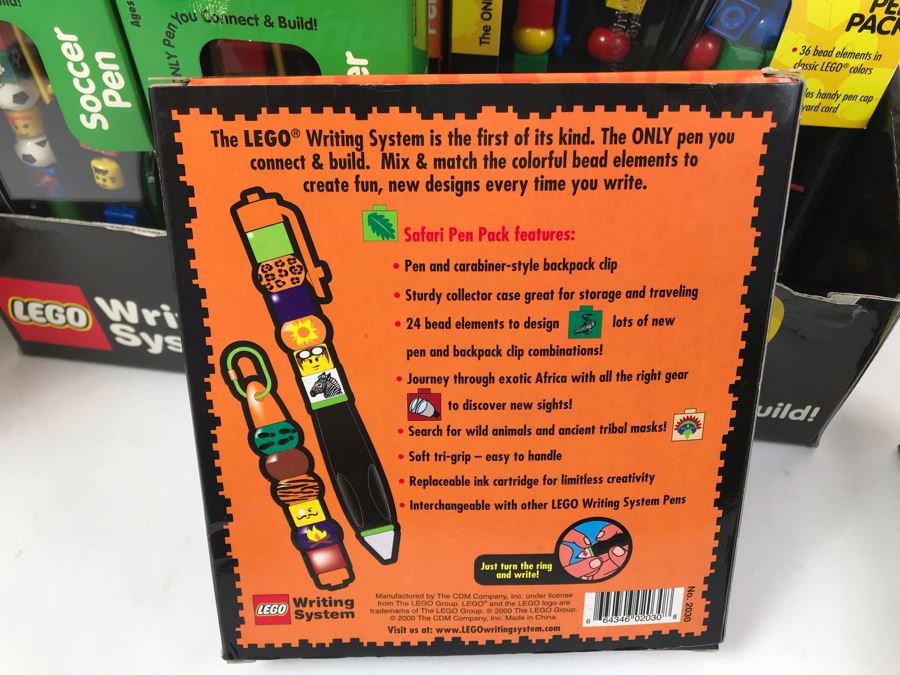 You Connect & Build!
Ages
NLY Pen
Soccer
Pen
The ON
PEN
PACK
• 36 bead elements in
classic LEGO® colors
handy pen cap
yard card
LEGO
Wri
Sys
uild!
The LEGO® Writing System is the first of its kind. The ONLY pen you
connect & build. Mix & match the colorful bead elements to
create fun, new designs every time you write.
Safari Pen Pack features:
• Pen and carabiner-style backpack clip
• Sturdy collector case great for storage and traveling
• 24 bead elements to design lots of new
pen and backpack clip combinations!
• Journey through exotic Africa with all the right gear
to discover new sights!
• Search for wild animals and ancient tribal masks!
• Soft tri-grip – easy to handle
• Replaceable ink cartridge for limitless creativity
• Interchangeable with other LEGO Writing System Pens
Just turn the ring
and write!
LEGO Writing
System
Manufactured by The CDM Company, Inc. under license
from The LEGO Group. LEGO® and the LEGO logo are
trademarks of The LEGO Group. © 2000 The LEGO Group.
© 2000 The CDM Company, Inc. Made in China.
Visit us at: www.LEGOwritingsystem.com
6 64346 02030 8
No. 2030